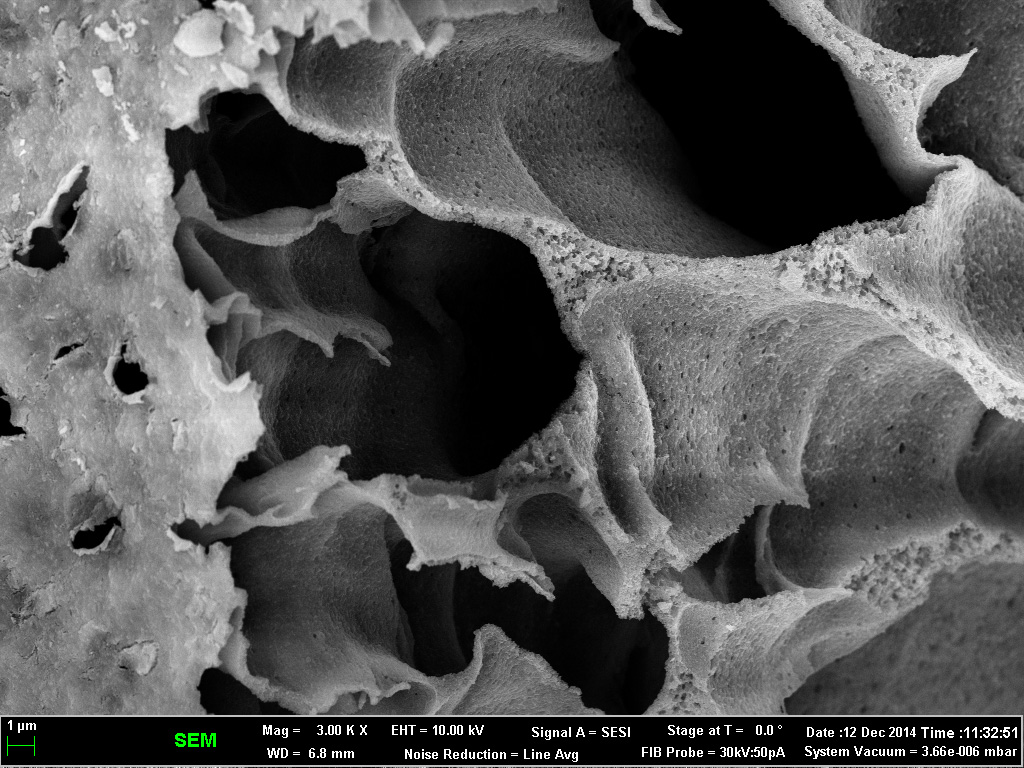 1 µm
SEM
Mag = 3.00 K X EHT = 10.00 kV Signal A = SESI Stage at T = 0.0 ° Date :12 Dec 2014 Time :11:32:51
WD = 6.8 mm Noise Reduction = Line Avg FIB Probe = 30kV:50pA System Vacuum = 3.66e-006 mbar